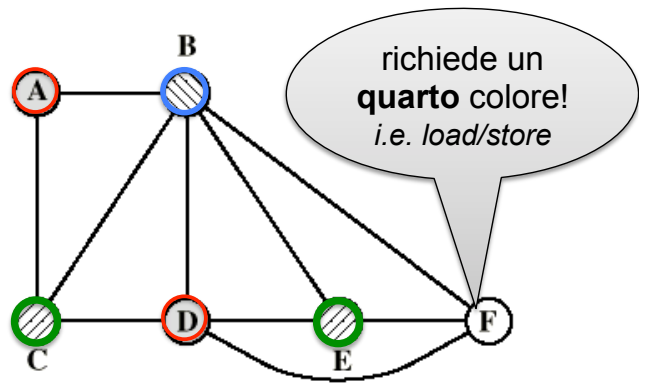 B
A
richiede un
quarto colore!
i.e. load/store
D
F
C
E